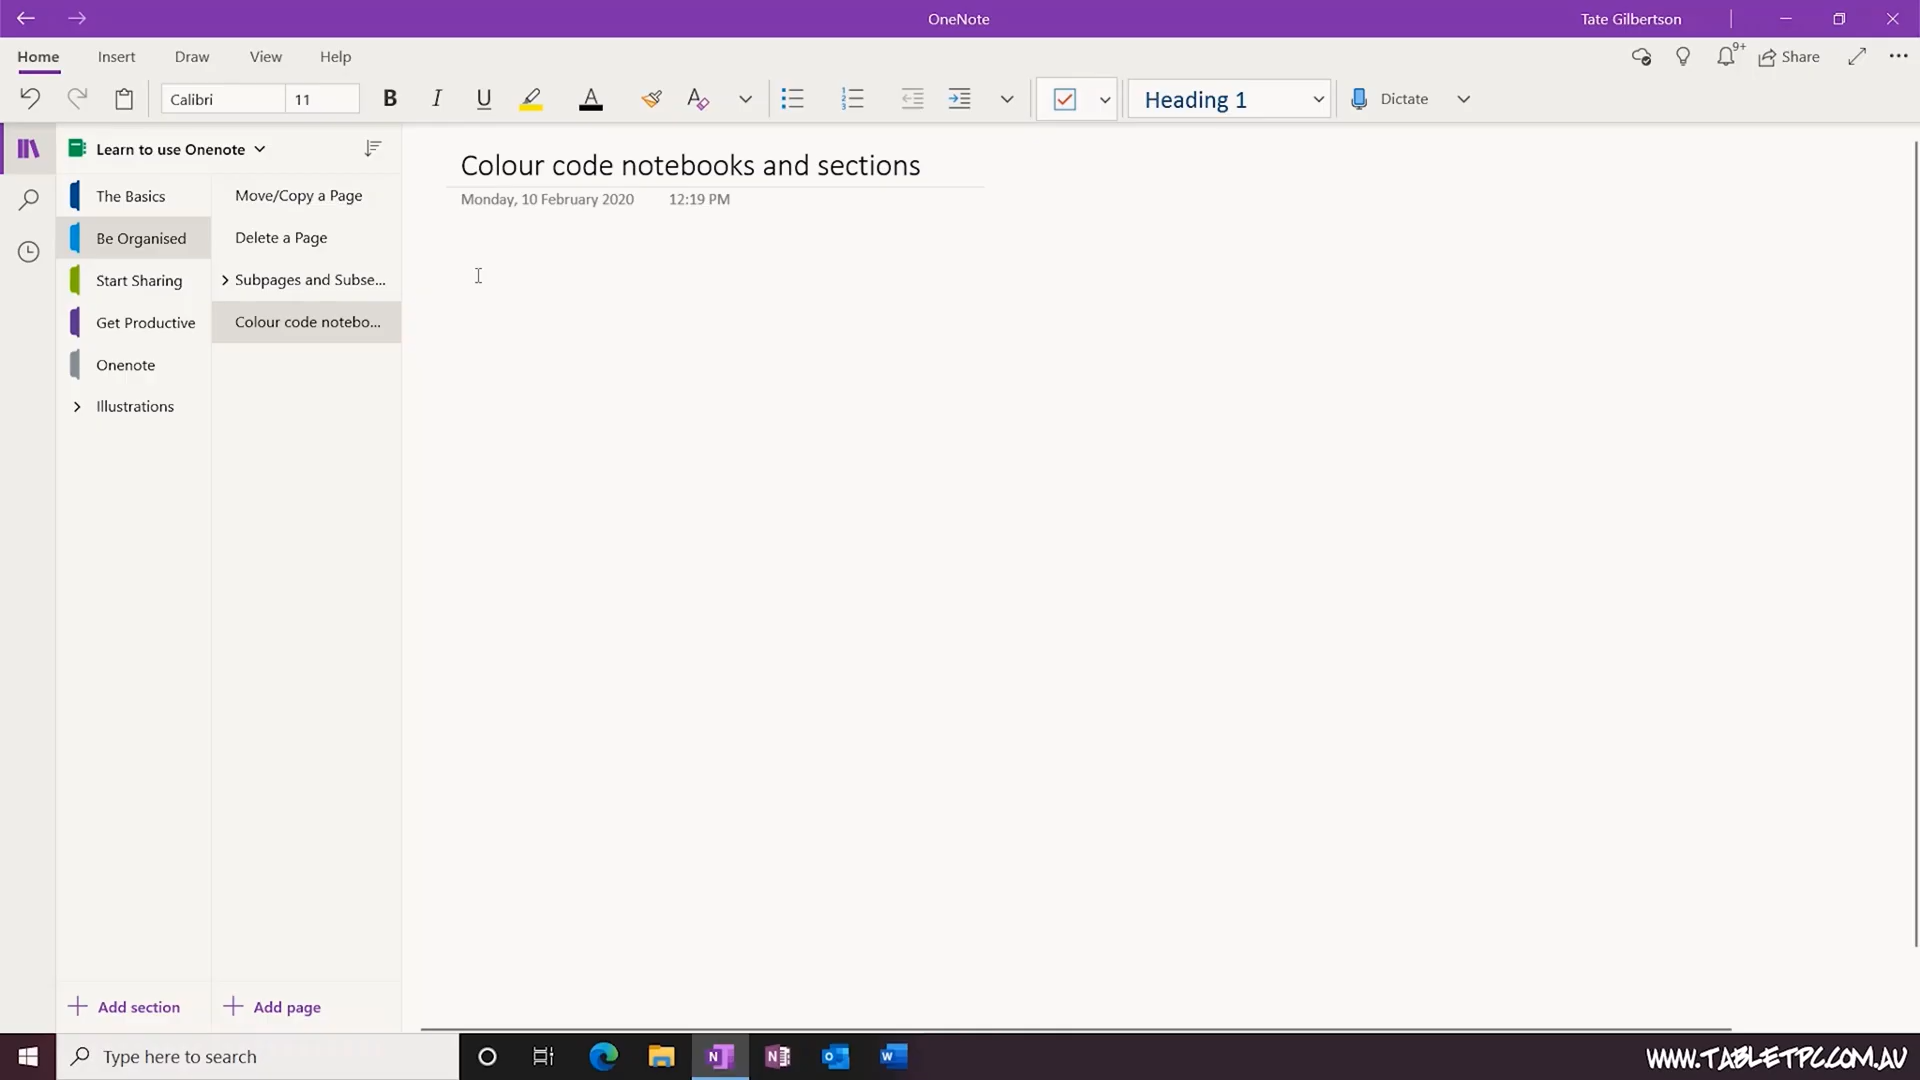 OneNote
Tate Gilbertson
Home Insert Draw View Help
9+
Share
Calibri 11 B I U A A Heading 1 Dictate
Learn to use Onenote
The Basics
Be Organised
Start Sharing
Get Productive
Onenote
Illustrations
Move/Copy a Page
Delete a Page
Subpages and Subse...
Colour code notebo...
Colour code notebooks and sections
Monday, 10 February 2020 12:19 PM
Add section
Add page
Type here to search
WWW.TABLETPC.COM.AU